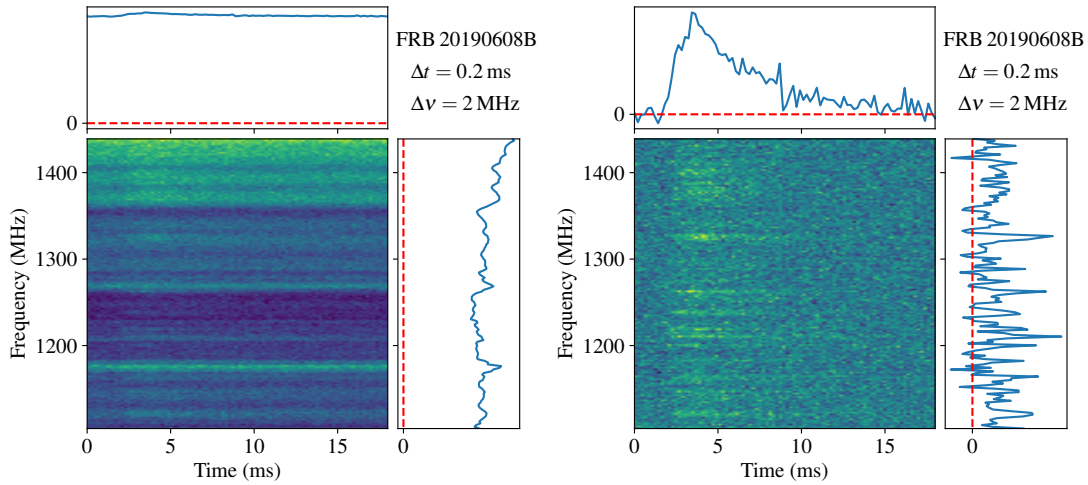 FRB 20190608B
Δt = 0.2 ms
Δν = 2 MHz
0
1400
1300
1200
Frequency (MHz)
0
5
10
15
Time (ms)
0
FRB 20190608B
Δt = 0.2 ms
Δν = 2 MHz
0
1400
1300
1200
Frequency (MHz)
0
5
10
15
Time (ms)
0